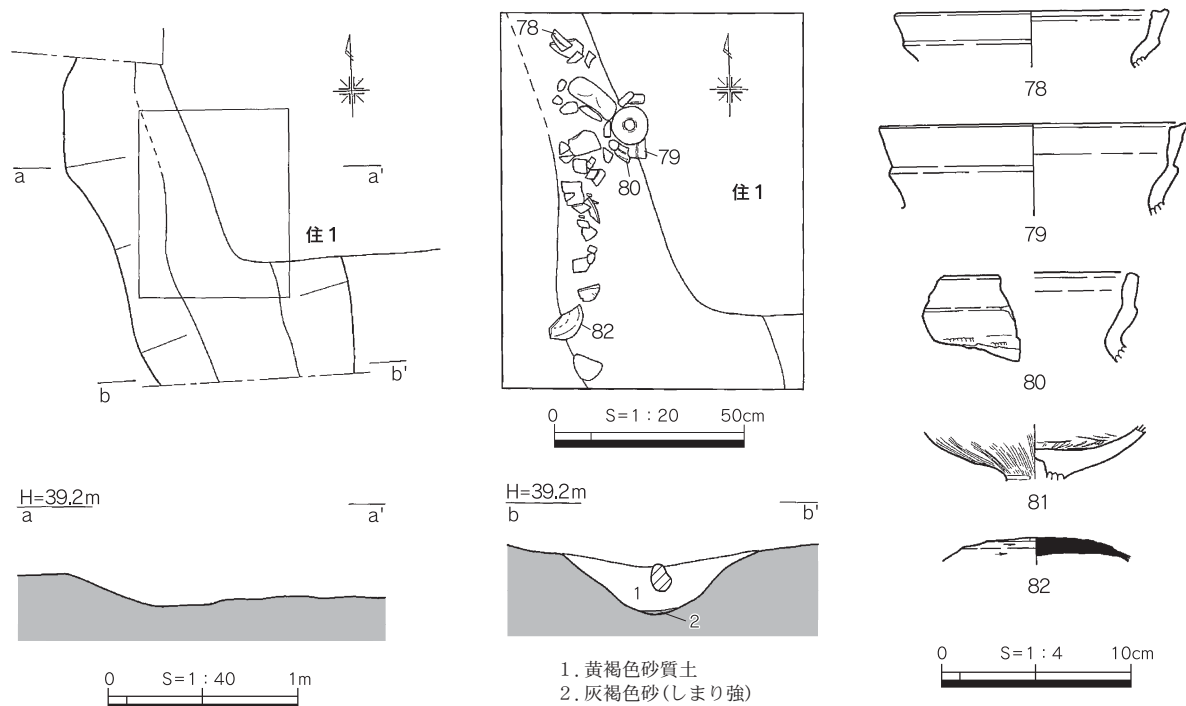 a
a'
住1
b
b'
78
79
80
住1
82
0 S=1：20 50cm
78
79
80
81
82
H=39.2m
a
a'
H=39.2m
b
b'
1
2
0 S=1：40 1m
1．黄褐色砂質土
2．灰褐色砂(しまり強)
0 S=1：4 10cm